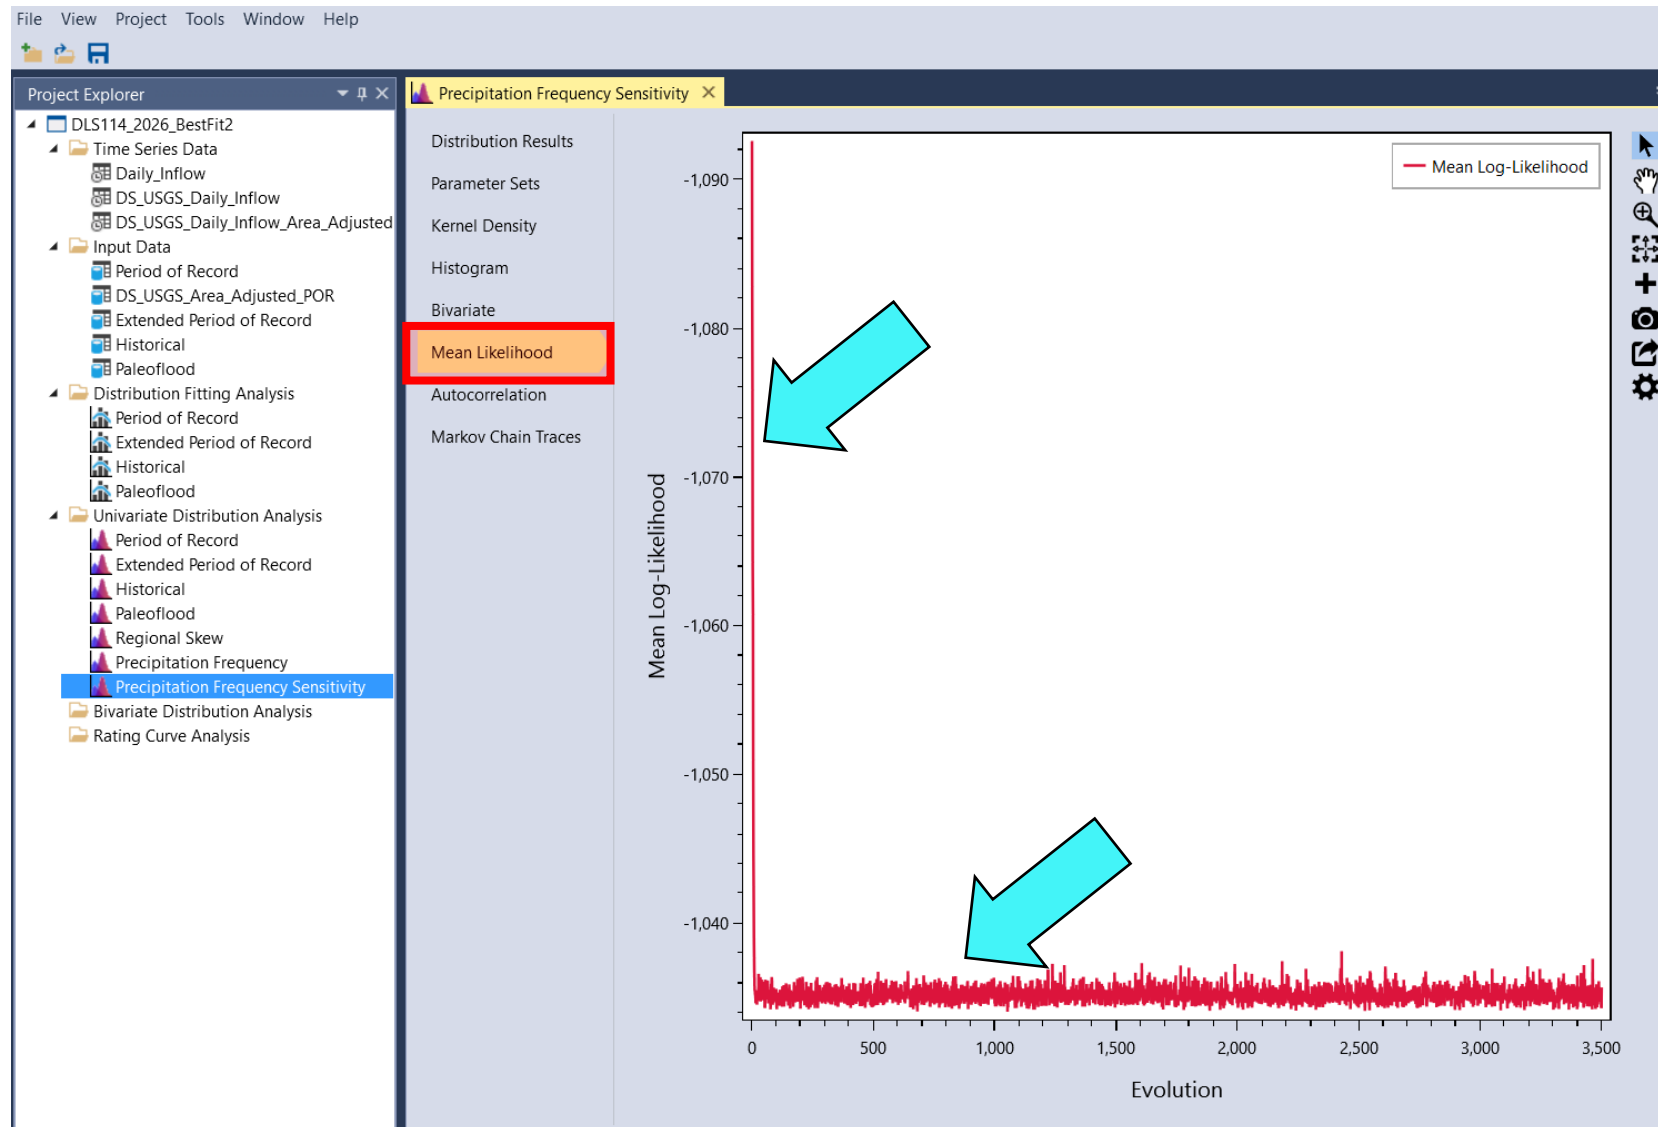 File View Project Tools Window Help
Project Explorer
DLS114_2026_BestFit2
Time Series Data
Daily_Inflow
DS_USGS_Daily_Inflow
DS_USGS_Daily_Inflow_Area_Adjusted
Input Data
Period of Record
DS_USGS_Area_Adjusted_POR
Extended Period of Record
Historical
Paleoflood
Distribution Fitting Analysis
Period of Record
Extended Period of Record
Historical
Paleoflood
Univariate Distribution Analysis
Period of Record
Extended Period of Record
Historical
Paleoflood
Regional Skew
Precipitation Frequency
Precipitation Frequency Sensitivity
Bivariate Distribution Analysis
Rating Curve Analysis
Precipitation Frequency Sensitivity
Distribution Results
Parameter Sets
Kernel Density
Histogram
Bivariate
Mean Likelihood
Autocorrelation
Markov Chain Traces
Mean Log-Likelihood
-1,090
-1,080
-1,070
-1,060
-1,050
-1,040
Mean Log-Likelihood
0 500 1,000 1,500 2,000 2,500 3,000 3,500
Evolution